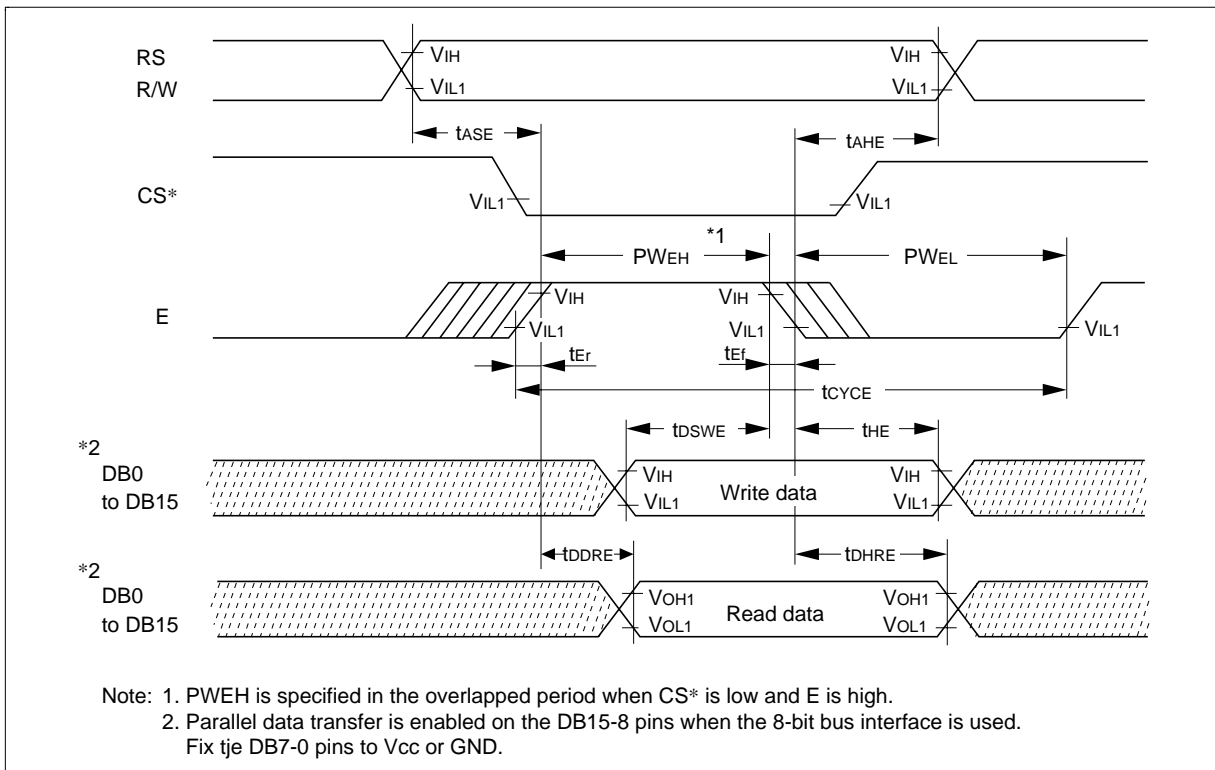 RS
R/W
VIH
VIL1
VIH
VIL1
tASE
tAHE
CS*
VIL1
VIL1
*1
PWEH
PWEL
E
VIH
VIL1
VIH
VIL1
VIL1
tEr
tEf
tCYCE
tDSWE
tHE
*2
DB0
to DB15
VIH
VIL1
Write data
VIH
VIL1
tDDRE
tDHRE
*2
DB0
to DB15
VOH1
VOL1
Read data
VOH1
VOL1
Note: 1. PWEH is specified in the overlapped period when CS* is low and E is high.
2. Parallel data transfer is enabled on the DB15-8 pins when the 8-bit bus interface is used.
Fix tje DB7-0 pins to Vcc or GND.